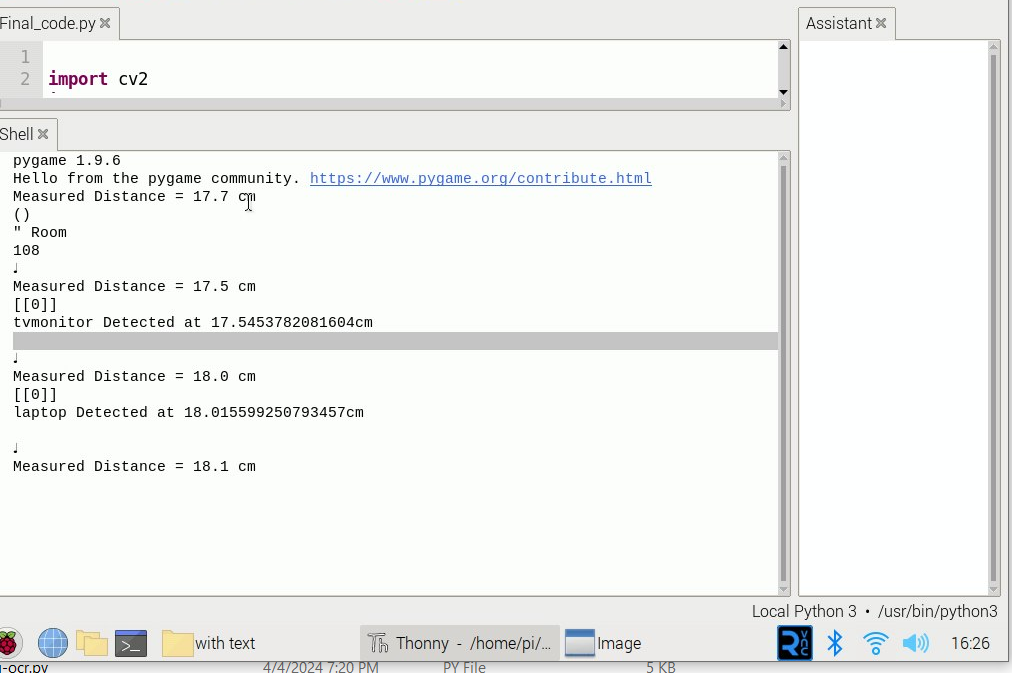 Final_code.py
Assistant
1
2 import cv2
Shell
pygame 1.9.6
Hello from the pygame community. https://www.pygame.org/contribute.html
Measured Distance = 17.7 cm
()
" Room
108
♩
Measured Distance = 17.5 cm
[[0]]
tvmonitor Detected at 17.5453782081604cm
♩
Measured Distance = 18.0 cm
[[0]]
laptop Detected at 18.015599250793457cm
♩
Measured Distance = 18.1 cm
Local Python 3 • /usr/bin/python3
with text
Thonny - /home/pi/...
Image
16:26
-ocr.py 4/4/2024 7:20 PM PY File 5 KB